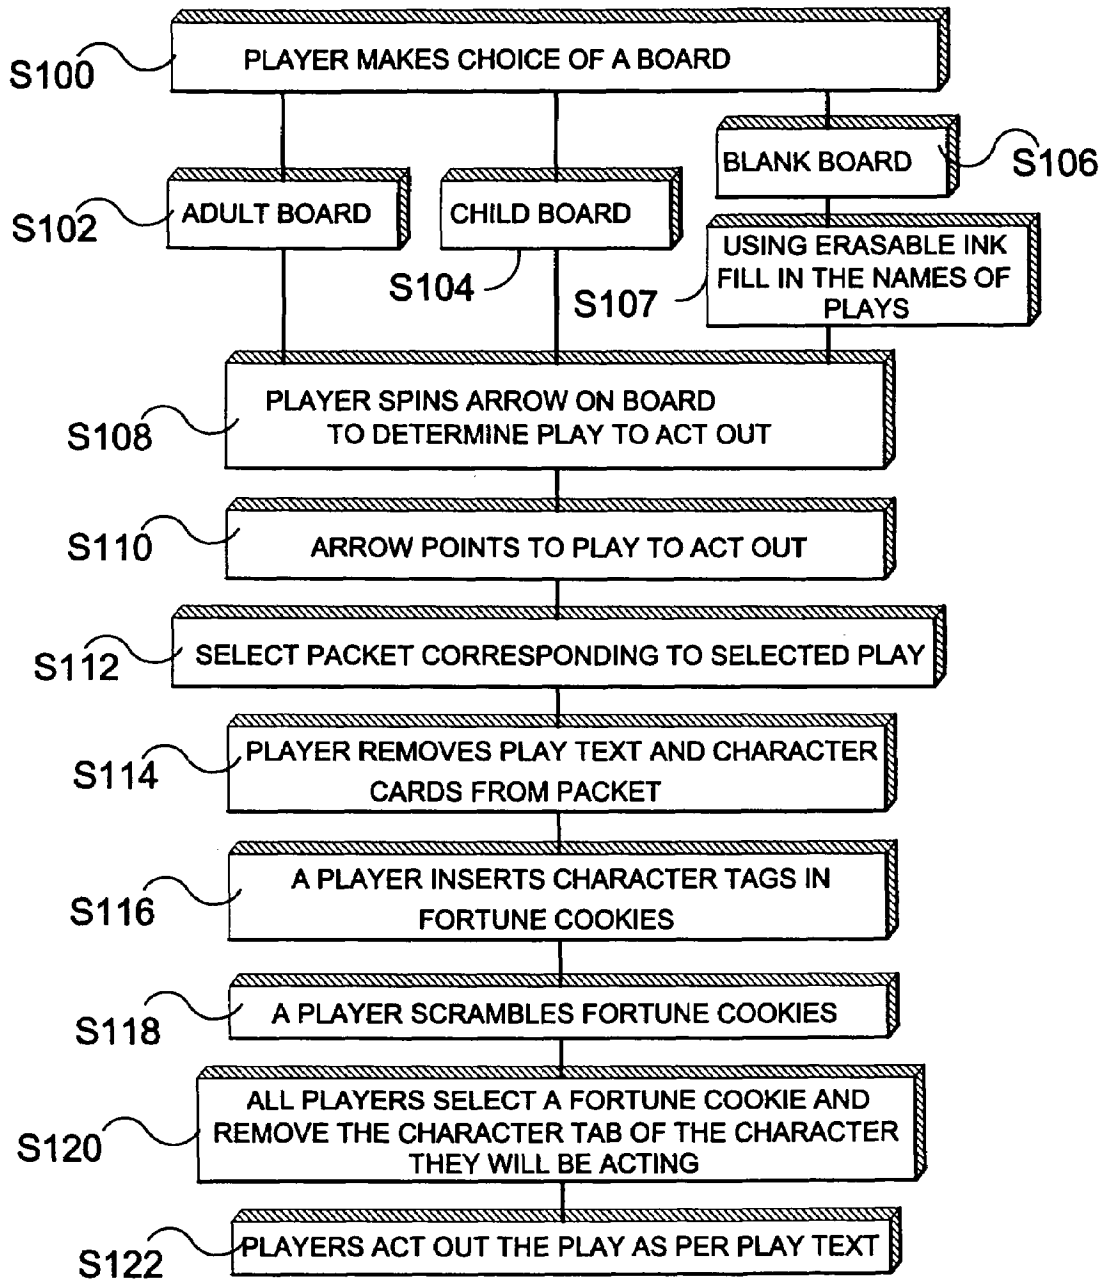 PLAYER MAKES CHOICE OF A BOARD
S100
BLANK BOARD
S106
ADULT BOARD
S102
CHILD BOARD
S104
USING ERASABLE INK
FILL IN THE NAMES OF
PLAYS
S107
PLAYER SPINS ARROW ON BOARD
TO DETERMINE PLAY TO ACT OUT
S108
ARROW POINTS TO PLAY TO ACT OUT
S110
SELECT PACKET CORRESPONDING TO SELECTED PLAY
S112
PLAYER REMOVES PLAY TEXT AND CHARACTER
CARDS FROM PACKET
S114
A PLAYER INSERTS CHARACTER TAGS IN
FORTUNE COOKIES
S116
A PLAYER SCRAMBLES FORTUNE COOKIES
S118
ALL PLAYERS SELECT A FORTUNE COOKIE AND
REMOVE THE CHARACTER TAB OF THE CHARACTER
THEY WILL BE ACTING
S120
PLAYERS ACT OUT THE PLAY AS PER PLAY TEXT
S122